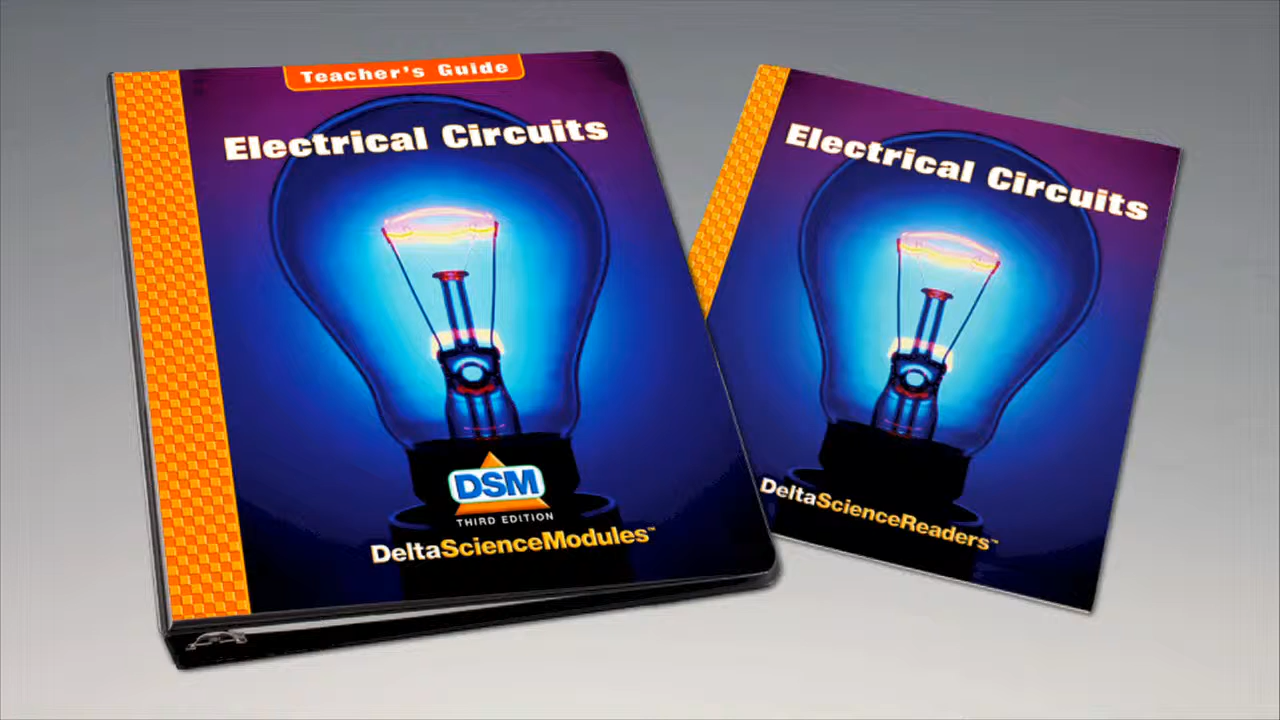 Teacher's Guide
Electrical Circuits
DSM
THIRD EDITION
DeltaScienceModules™
Electrical Circuits
DeltaScienceReaders™